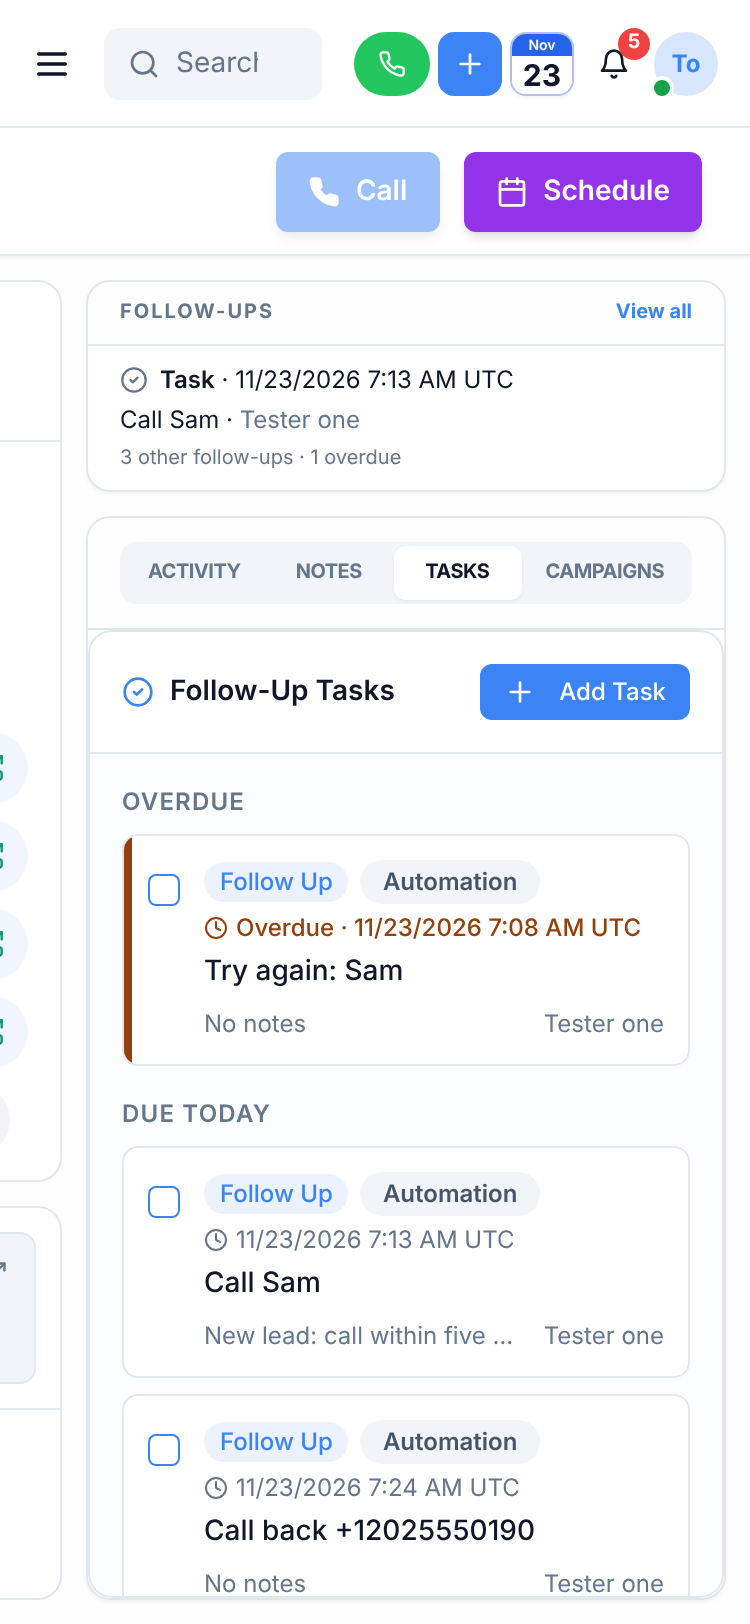 Search
Nov
23
5
To
Call
Schedule
FOLLOW-UPS
View all
Task · 11/23/2026 7:13 AM UTC
Call Sam · Tester one
3 other follow-ups · 1 overdue
ACTIVITY
NOTES
TASKS
CAMPAIGNS
Follow-Up Tasks
Add Task
OVERDUE
Follow Up
Automation
Overdue · 11/23/2026 7:08 AM UTC
Try again: Sam
No notes
Tester one
DUE TODAY
Follow Up
Automation
11/23/2026 7:13 AM UTC
Call Sam
New lead: call within five ...
Tester one
Follow Up
Automation
11/23/2026 7:24 AM UTC
Call back +12025550190
No notes
Tester one